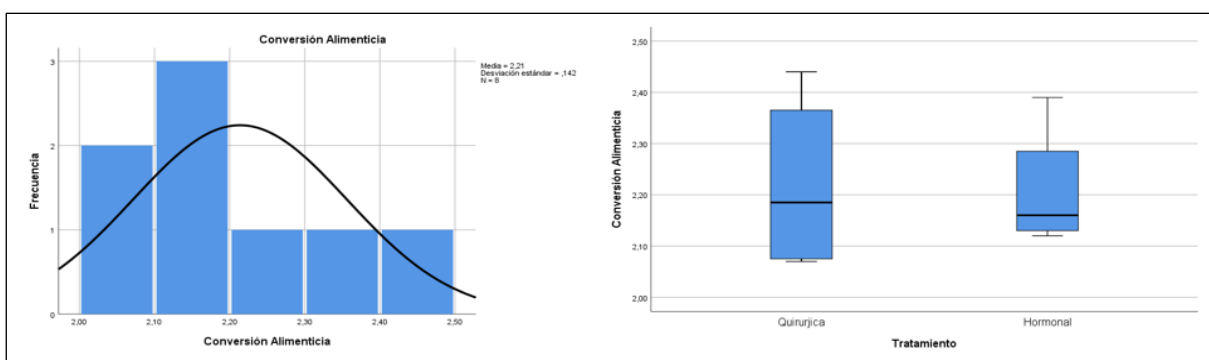 Conversión Alimenticia
Media = 2,21
Desviación estándar = ,142
N = 8
Frecuencia
3
2
1
0
2,00 2,10 2,20 2,30 2,40 2,50
Conversión Alimenticia
Conversión Alimenticia
2,50
2,40
2,30
2,20
2,10
2,00
Quirurjica Hormonal
Tratamiento